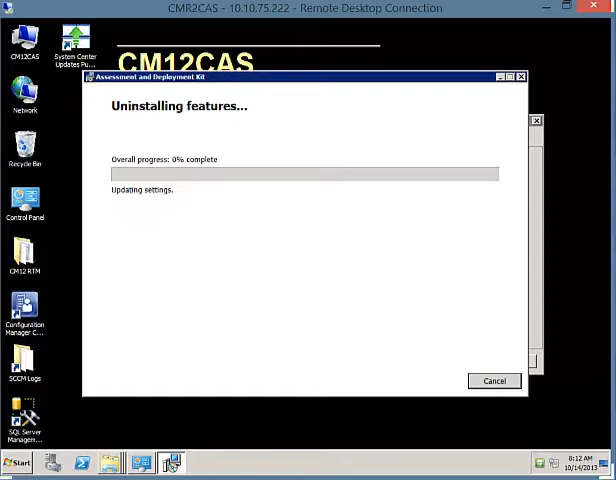 CMR2CAS - 10.10.75.222 - Remote Desktop Connection
CM12CAS
System Center
Updates Pu...
CM12CAS
Assessment and Deployment Kit
Uninstalling features...
Network
Overall progress: 0% complete
Recycle Bin
Updating settings.
Control Panel
CM12 RTM
Configuration
Manager C...
SCCM Logs
Cancel
SQL Server
Managem...
Start
8:12 AM
10/14/2013